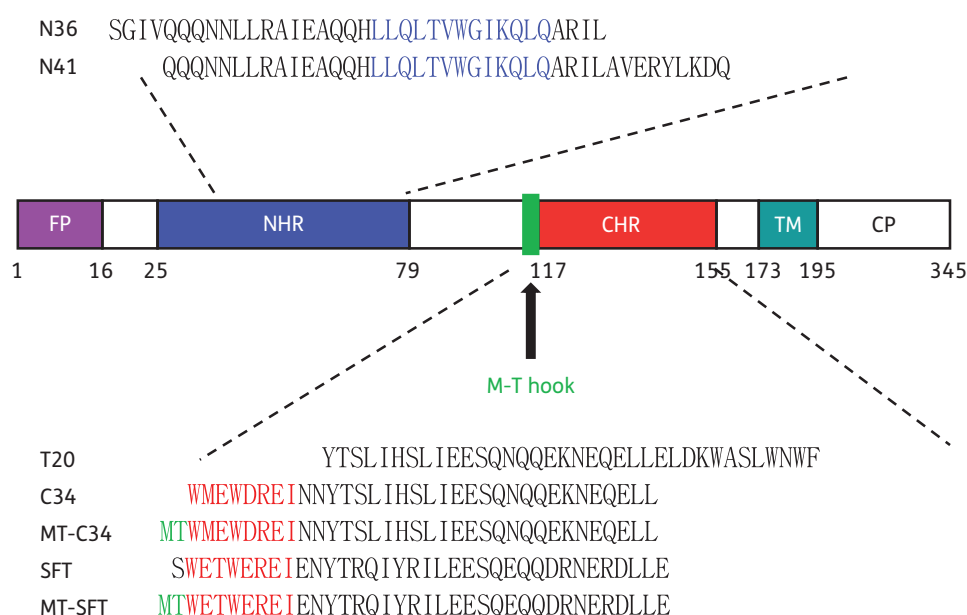 N36 SGIVQQQNNLLRAIEAQQHLLQLTVWGIKQLQARIL
N41 QQQNNLLRAIEAQQHLLQLTVWGIKQLQARILAVERYLKDQ
FP NHR CHR TM CP
1 16 25 79 117 155 173 195 345
M-T hook
T20 YTSLIHSLIEESQNQQEKNEQELLELDKWASLWNWF
C34 WMEWDREINNYTSLIHSLIEESQNQQEKNEQELL
MT-C34 MTWMEWDREINNYTSLIHSLIEESQNQQEKNEQELL
SFT SWETWEREIENYTRQIYRILEESQEQQDRNERDLLE
MT-SFT MTWETWEREIENYTRQIYRILEESQEQQDRNERDLLE